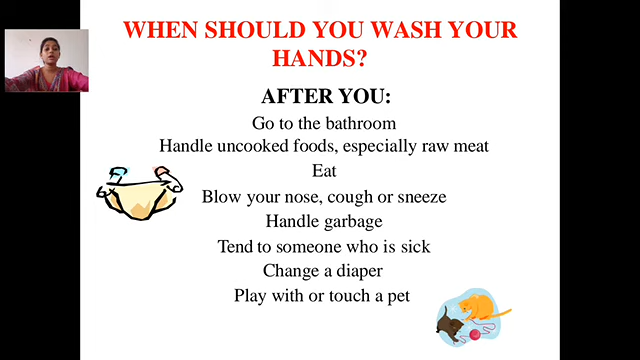 WHEN SHOULD YOU WASH YOUR
HANDS?
AFTER YOU:
Go to the bathroom
Handle uncooked foods, especially raw meat
Eat
Blow your nose, cough or sneeze
Handle garbage
Tend to someone who is sick
Change a diaper
Play with or touch a pet